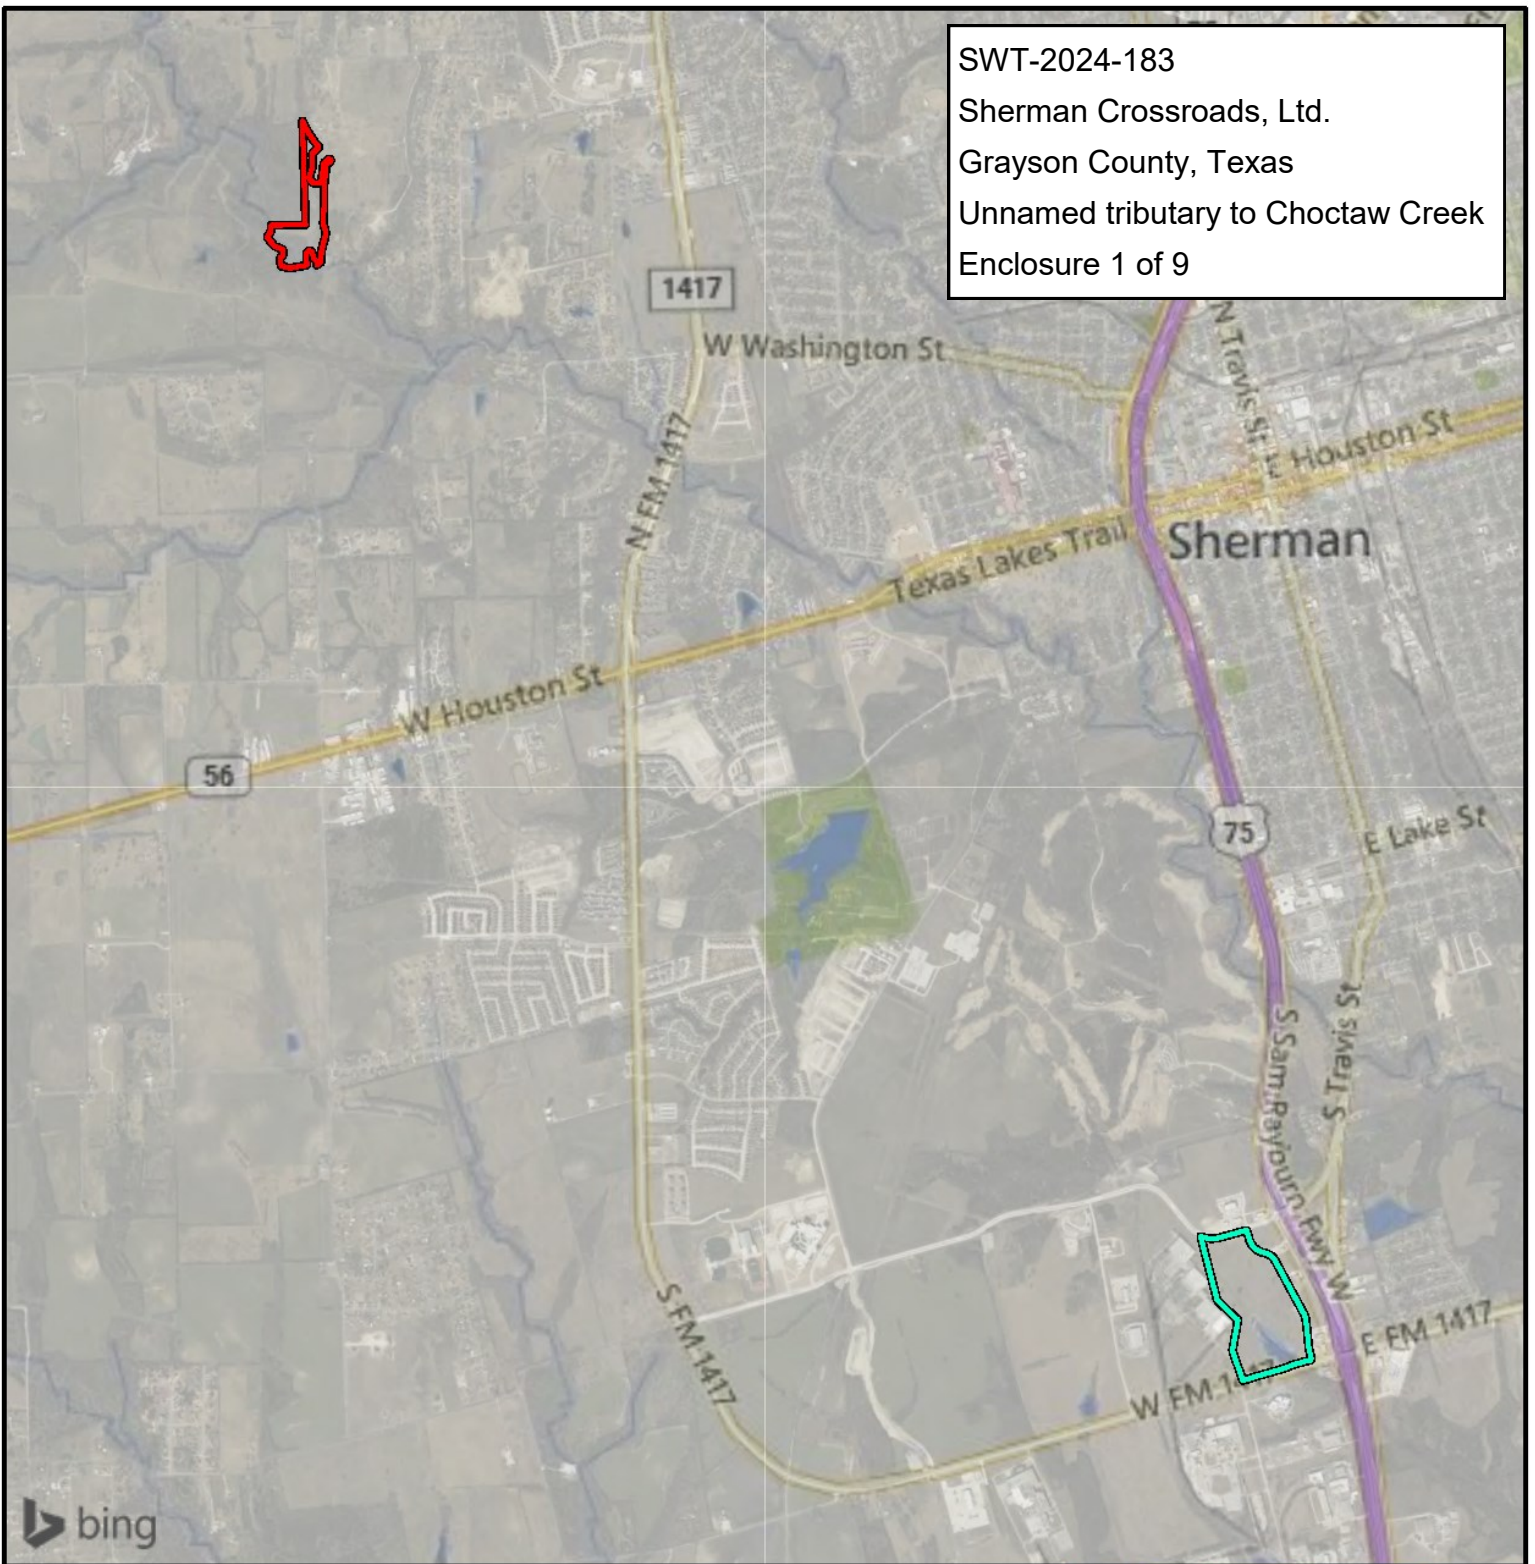 SWT-2024-183
Sherman Crossroads, Ltd.
Grayson County, Texas
Unnamed tributary to Choctaw Creek
Enclosure 1 of 9
1417
W Washington St
N Travis St
E Houston St
N FM 1417
Texas Lakes Trail
Sherman
W Houston St
56
75
E Lake St
S Travis St
S Sam Rayburn Fwy W
S FM 1417
E FM 1417
W FM 1417
bing